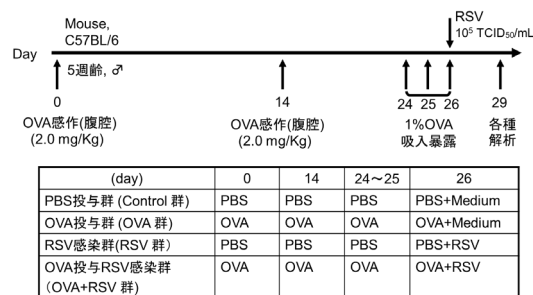 Mouse,
C57BL/6
RSV
10⁵ TCID₅₀/mL
Day
5週齢, ♂
0
14
24 25 26
29
OVA感作(腹腔)
(2.0 mg/Kg)
OVA感作(腹腔)
(2.0 mg/Kg)
1%OVA
吸入暴露
各種
解析
(day) 0 14 24～25 26
PBS投与群 (Control 群) PBS PBS PBS PBS+Medium
OVA投与群 (OVA 群) OVA OVA OVA OVA+Medium
RSV感染群(RSV 群) PBS PBS PBS PBS+RSV
OVA投与RSV感染群 OVA OVA OVA OVA+RSV
(OVA+RSV 群)